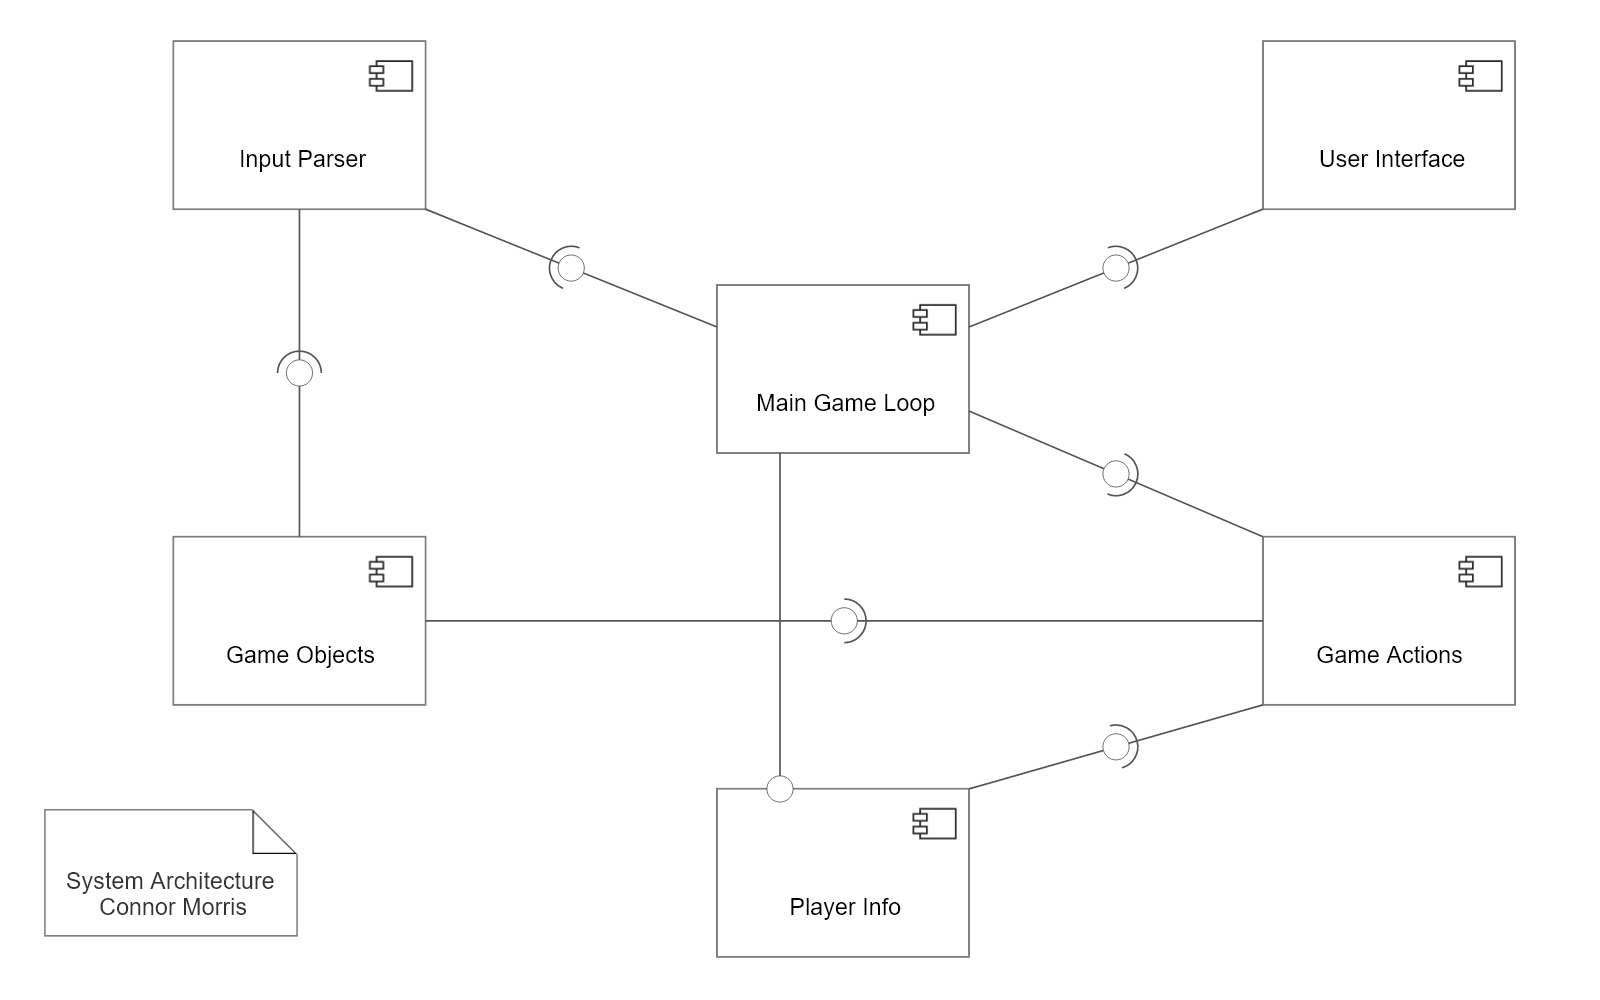 Input Parser
User Interface
Main Game Loop
Game Objects
Game Actions
System Architecture
Connor Morris
Player Info